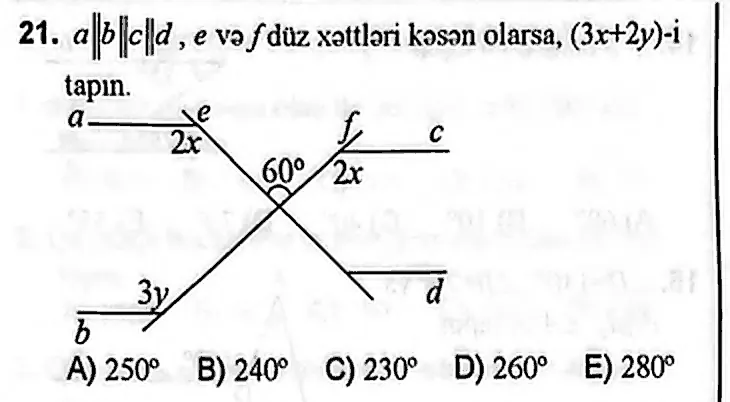 21. a∥b∥c∥d, e və f düz xəttləri kəsən olarsa, (3x+2y)-i
tapın.
a e
2x
f c
60° 2x
3y d
b
A) 250° B) 240° C) 230° D) 260° E) 280°